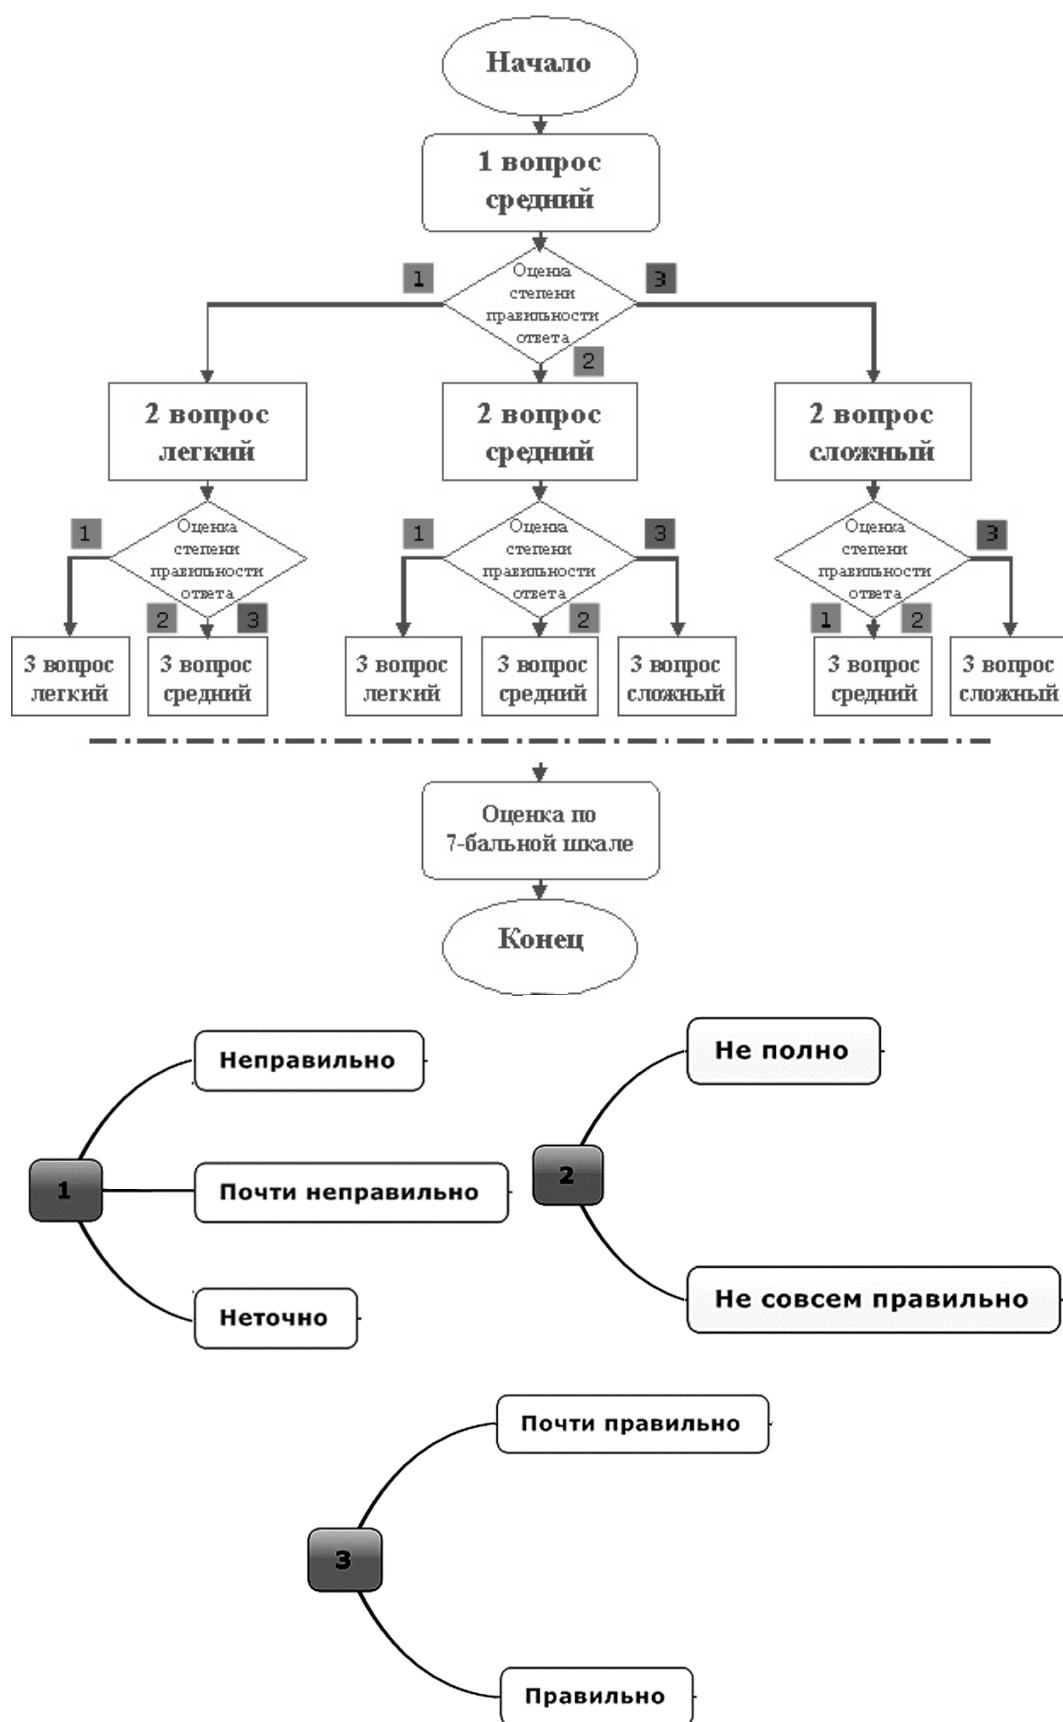 Начало
1 вопрос
средний
1
Оценка
степени
правильности
ответа
3
2
2 вопрос
легкий
2 вопрос
средний
2 вопрос
сложный
1
Оценка
степени
правильности
ответа
2
3
1
Оценка
степени
правильности
ответа
3
2
Оценка
степени
правильности
ответа
3
1
2
3 вопрос
легкий
3 вопрос
средний
3 вопрос
легкий
3 вопрос
средний
3 вопрос
сложный
3 вопрос
средний
3 вопрос
сложный
Оценка по
7-бальной шкале
Конец
Неправильно
1
Почти неправильно
Неточно
Не полно
2
Не совсем правильно
Почти правильно
3
Правильно